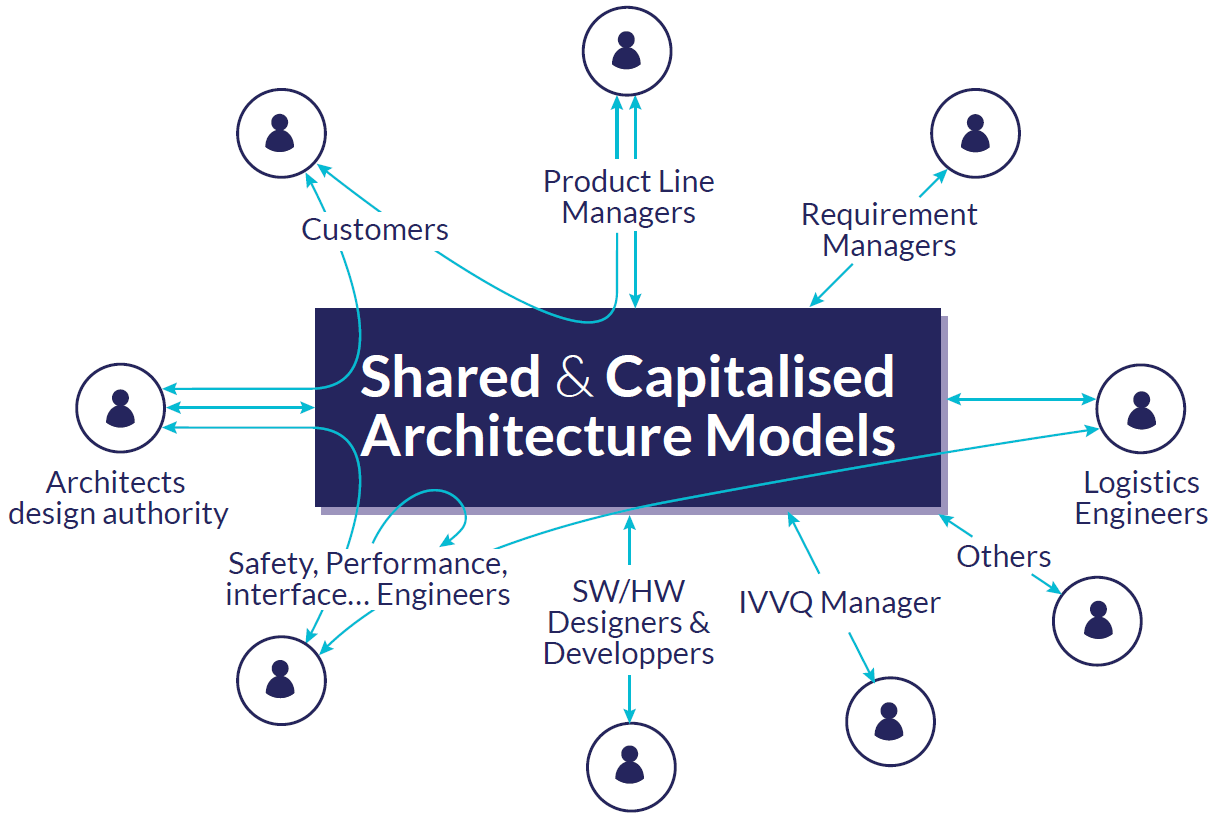 Product Line
Managers
Customers
Requirement
Managers
Shared & Capitalised
Architecture Models
Architects
design authority
Logistics
Engineers
Safety, Performance,
interface... Engineers
SW/HW
Designers &
Developpers
IVVQ Manager
Others